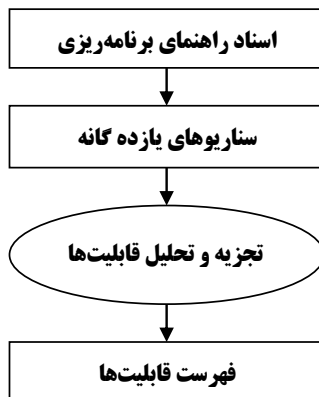 اسناد راهنمای برنامه‌ریزی
سناریوهای یازده گانه
تجزیه و تحلیل قابلیت‌ها
فهرست قابلیت‌ها